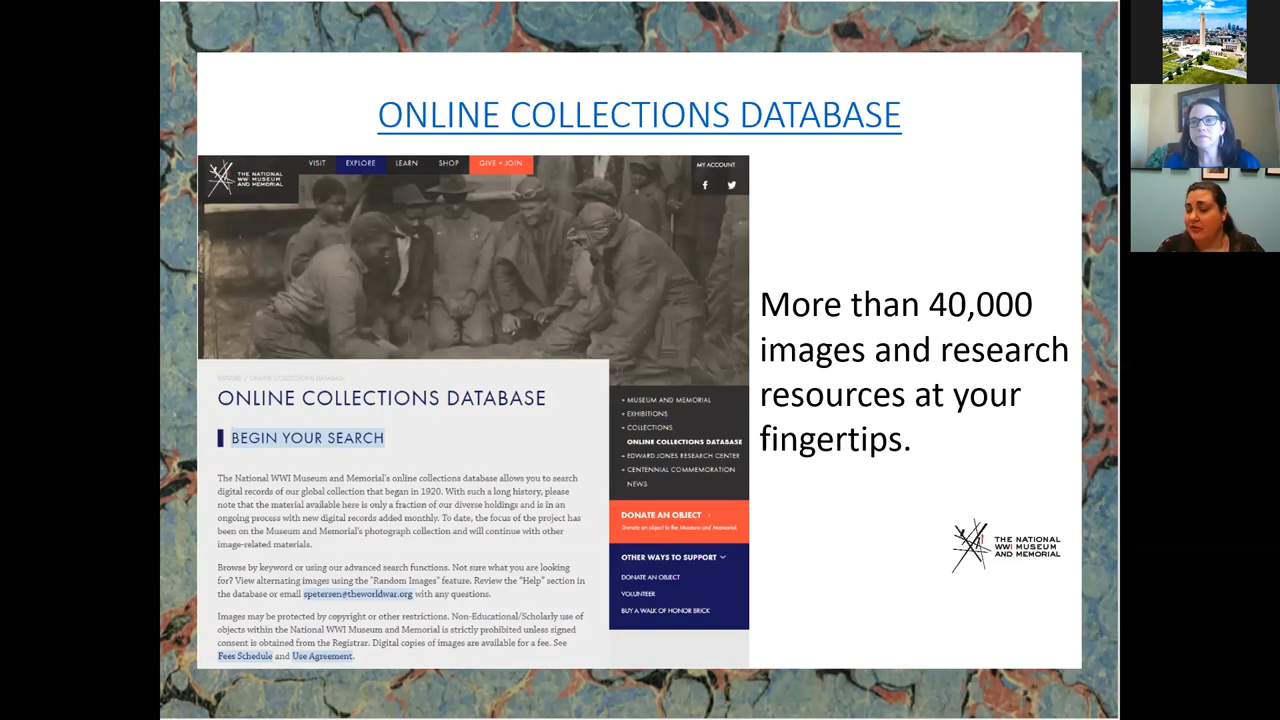 ONLINE COLLECTIONS DATABASE
THE NATIONAL
WWI MUSEUM
AND MEMORIAL
VISIT
EXPLORE
LEARN
SHOP
GIVE + JOIN
MY ACCOUNT
EXPLORE / ONLINE COLLECTIONS DATABASE
ONLINE COLLECTIONS DATABASE
BEGIN YOUR SEARCH
The National WWI Museum and Memorial's online collections database allows you to search
digital records of our global collection that began in 1920. With such a long history, please
note that the material available here is only a fraction of our diverse holdings and is in an
ongoing process with new digital records added monthly. To date, the focus of the project has
been on the Museum and Memorial's photograph collection and will continue with other
image-related materials.
Browse by keyword or using our advanced search functions. Not sure what you are looking
for? View alternating images using the "Random Images" feature. Review the "Help" section in
the database or email spetersen@theworldwar.org with any questions.
Images may be protected by copyright or other restrictions. Non-Educational/Scholarly use of
objects within the National WWI Museum and Memorial is strictly prohibited unless signed
consent is obtained from the Registrar. Digital copies of images are available for a fee. See
Fees Schedule and Use Agreement.
+ MUSEUM AND MEMORIAL
+ EXHIBITIONS
+ COLLECTIONS
ONLINE COLLECTIONS DATABASE
+ EDWARD JONES RESEARCH CENTER
+ CENTENNIAL COMMEMORATION
NEWS
DONATE AN OBJECT
Donate an object to the Museum and Memorial.
OTHER WAYS TO SUPPORT
DONATE AN OBJECT
VOLUNTEER
BUY A WALK OF HONOR BRICK
More than 40,000
images and research
resources at your
fingertips.
THE NATIONAL
WWI MUSEUM
AND MEMORIAL